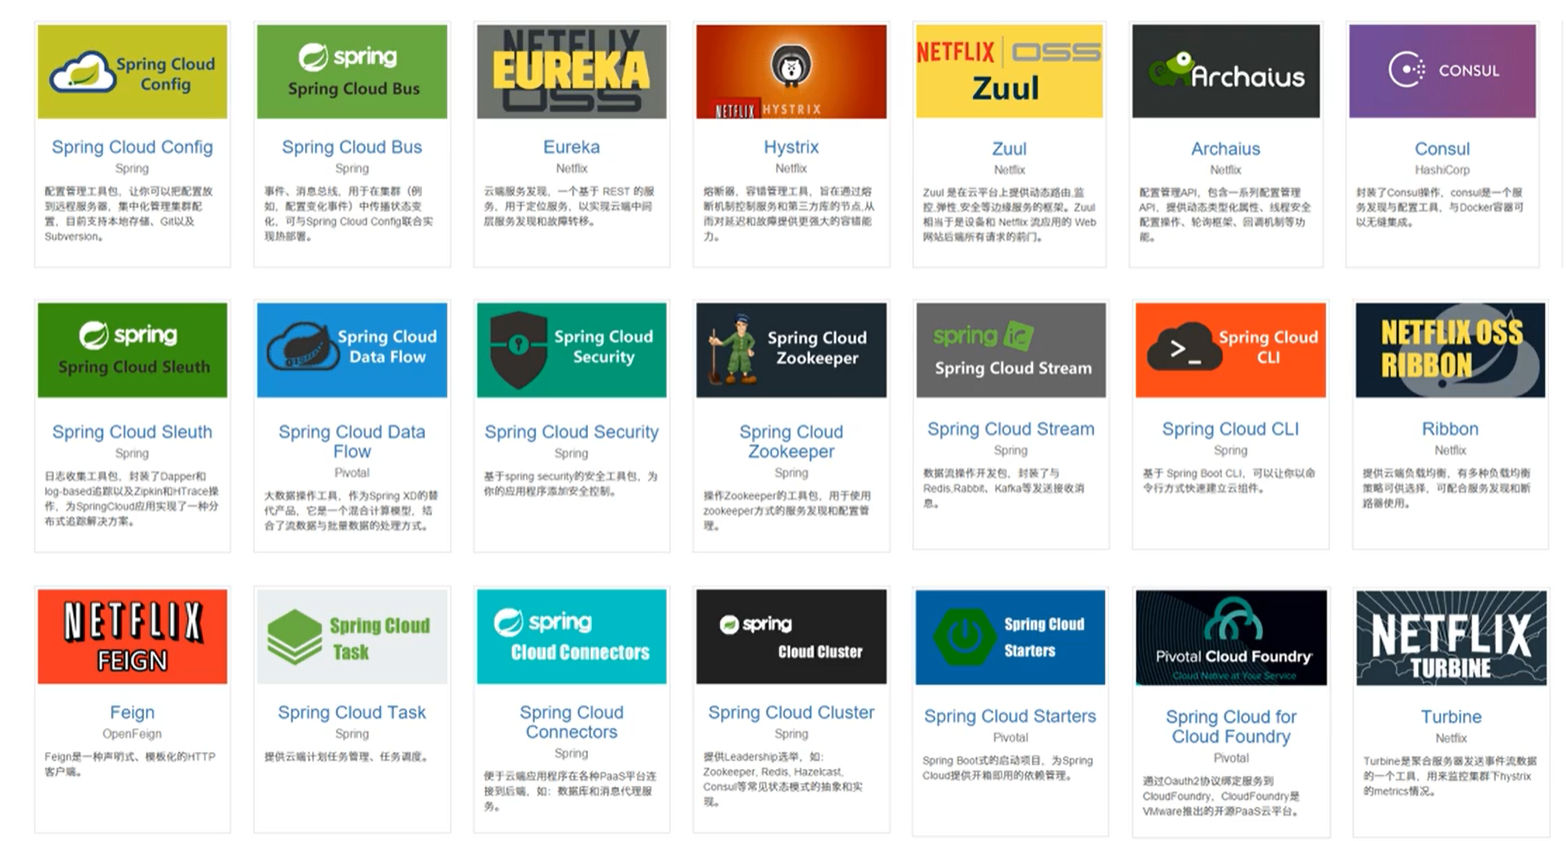 Spring Cloud
Config
Spring Cloud Config
Spring
配置管理工具包，让你可以把配置放
到远程服务器，集中化管理集群配
置，目前支持本地存储、Git以及
Subversion。
spring
Spring Cloud Bus
Spring Cloud Bus
Spring
事件、消息总线，用于在集群（例
如，配置变化事件）中传播状态变
化，可与Spring Cloud Config联合实
现热部署。
NETFLIX
EUREKA
OSS
Eureka
Netflix
云端服务发现，一个基于 REST 的服
务，用于定位服务，以实现云端中间
层服务发现和故障转移。
NETFLIX HYSTRIX
Hystrix
Netflix
熔断器，容错管理工具，旨在通过熔
断机制控制服务和第三方库的节点,从
而对延迟和故障提供更强大的容错能
力。
NETFLIX OSS
Zuul
Zuul
Netflix
Zuul 是在云平台上提供动态路由,监
控,弹性,安全等边缘服务的框架。Zuul
相当于是设备和 Netflix 流应用的 Web
网站后端所有请求的前门。
Archaius
Archaius
Netflix
配置管理API，包含一系列配置管理
API，提供动态类型化属性、线程安全
配置操作、轮询框架、回调机制等功
能。
CONSUL
Consul
HashiCorp
封装了Consul操作，consul是一个服
务发现与配置工具，与Docker容器可
以无缝集成。
spring
Spring Cloud Sleuth
Spring Cloud Sleuth
Spring
日志收集工具包，封装了Dapper和
log-based追踪以及Zipkin和HTrace操
作，为SpringCloud应用实现了一种分
布式追踪解决方案。
Spring Cloud
Data Flow
Spring Cloud Data
Flow
Pivotal
大数据操作工具，作为Spring XD的替
代产品，它是一个混合计算模型，结
合了流数据与批量数据的处理方式。
Spring Cloud
Security
Spring Cloud Security
Spring
基于spring security的安全工具包，为
你的应用程序添加安全控制。
Spring Cloud
Zookeeper
Spring Cloud
Zookeeper
Spring
操作Zookeeper的工具包，用于使用
zookeeper方式的服务发现和配置管
理。
spring
Spring Cloud Stream
Spring Cloud Stream
Spring
数据流操作开发包，封装了与
Redis,Rabbit、Kafka等发送接收消
息。
>_
Spring Cloud
CLI
Spring Cloud CLI
Spring
基于 Spring Boot CLI，可以让你以命
令行方式快速建立云组件。
NETFLIX OSS
RIBBON
Ribbon
Netflix
提供云端负载均衡，有多种负载均衡
策略可供选择，可配合服务发现和断
路器使用。
NETFLIX
FEIGN
Feign
OpenFeign
Feign是一种声明式、模板化的HTTP
客户端。
Spring Cloud
Task
Spring Cloud Task
Spring
提供云端计划任务管理、任务调度。
spring
Cloud Connectors
Spring Cloud
Connectors
Spring
便于云端应用程序在各种PaaS平台连
接到后端，如：数据库和消息代理服
务。
spring
Cloud Cluster
Spring Cloud Cluster
Spring
提供Leadership选举，如：
Zookeeper, Redis, Hazelcast,
Consul等常见状态模式的抽象和实
现。
Spring Cloud
Starters
Spring Cloud Starters
Pivotal
Spring Boot式的启动项目，为Spring
Cloud提供开箱即用的依赖管理。
Pivotal Cloud Foundry
Cloud Native at Your Service
Spring Cloud for
Cloud Foundry
Pivotal
通过Oauth2协议绑定服务到
CloudFoundry，CloudFoundry是
VMware推出的开源PaaS云平台。
NETFLIX
TURBINE
Turbine
Netflix
Turbine是聚合服务器发送事件流数据
的一个工具，用来监控集群下hystrix
的metrics情况。